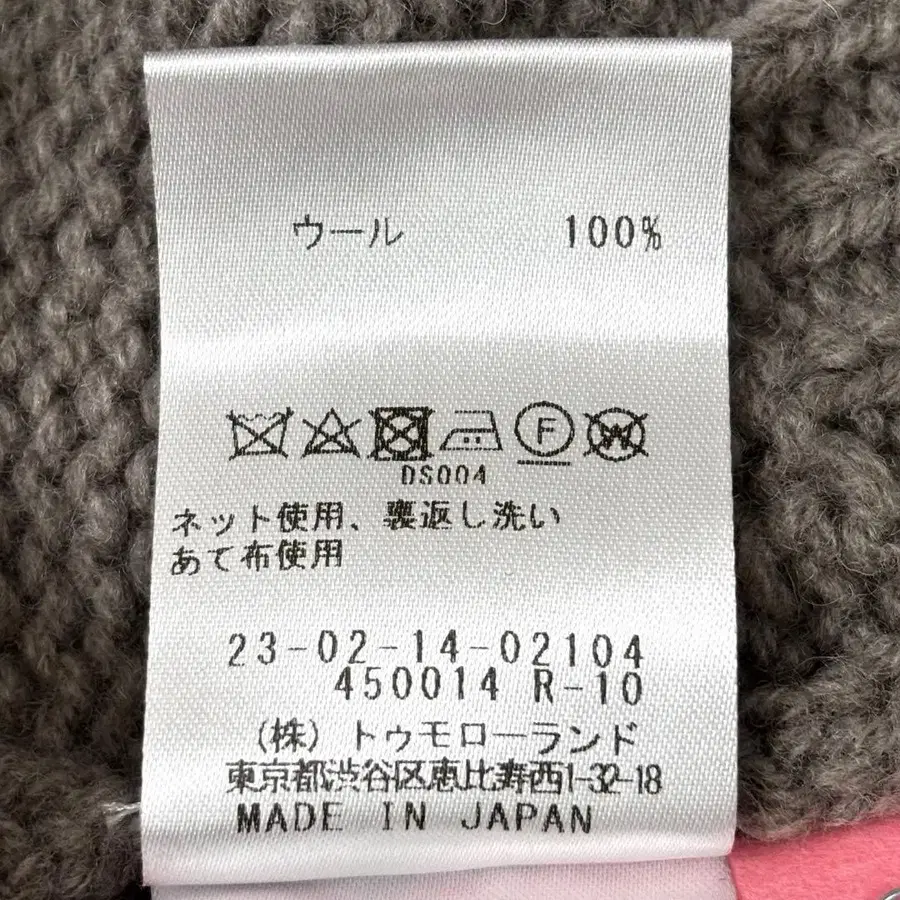 ウール 100%
F W
DS004
ネット使用、裏返し洗い
あて布使用
23-02-14-02104
450014 R-10
(株) トゥモローランド
東京都渋谷区恵比寿西1-32-18
MADE IN JAPAN